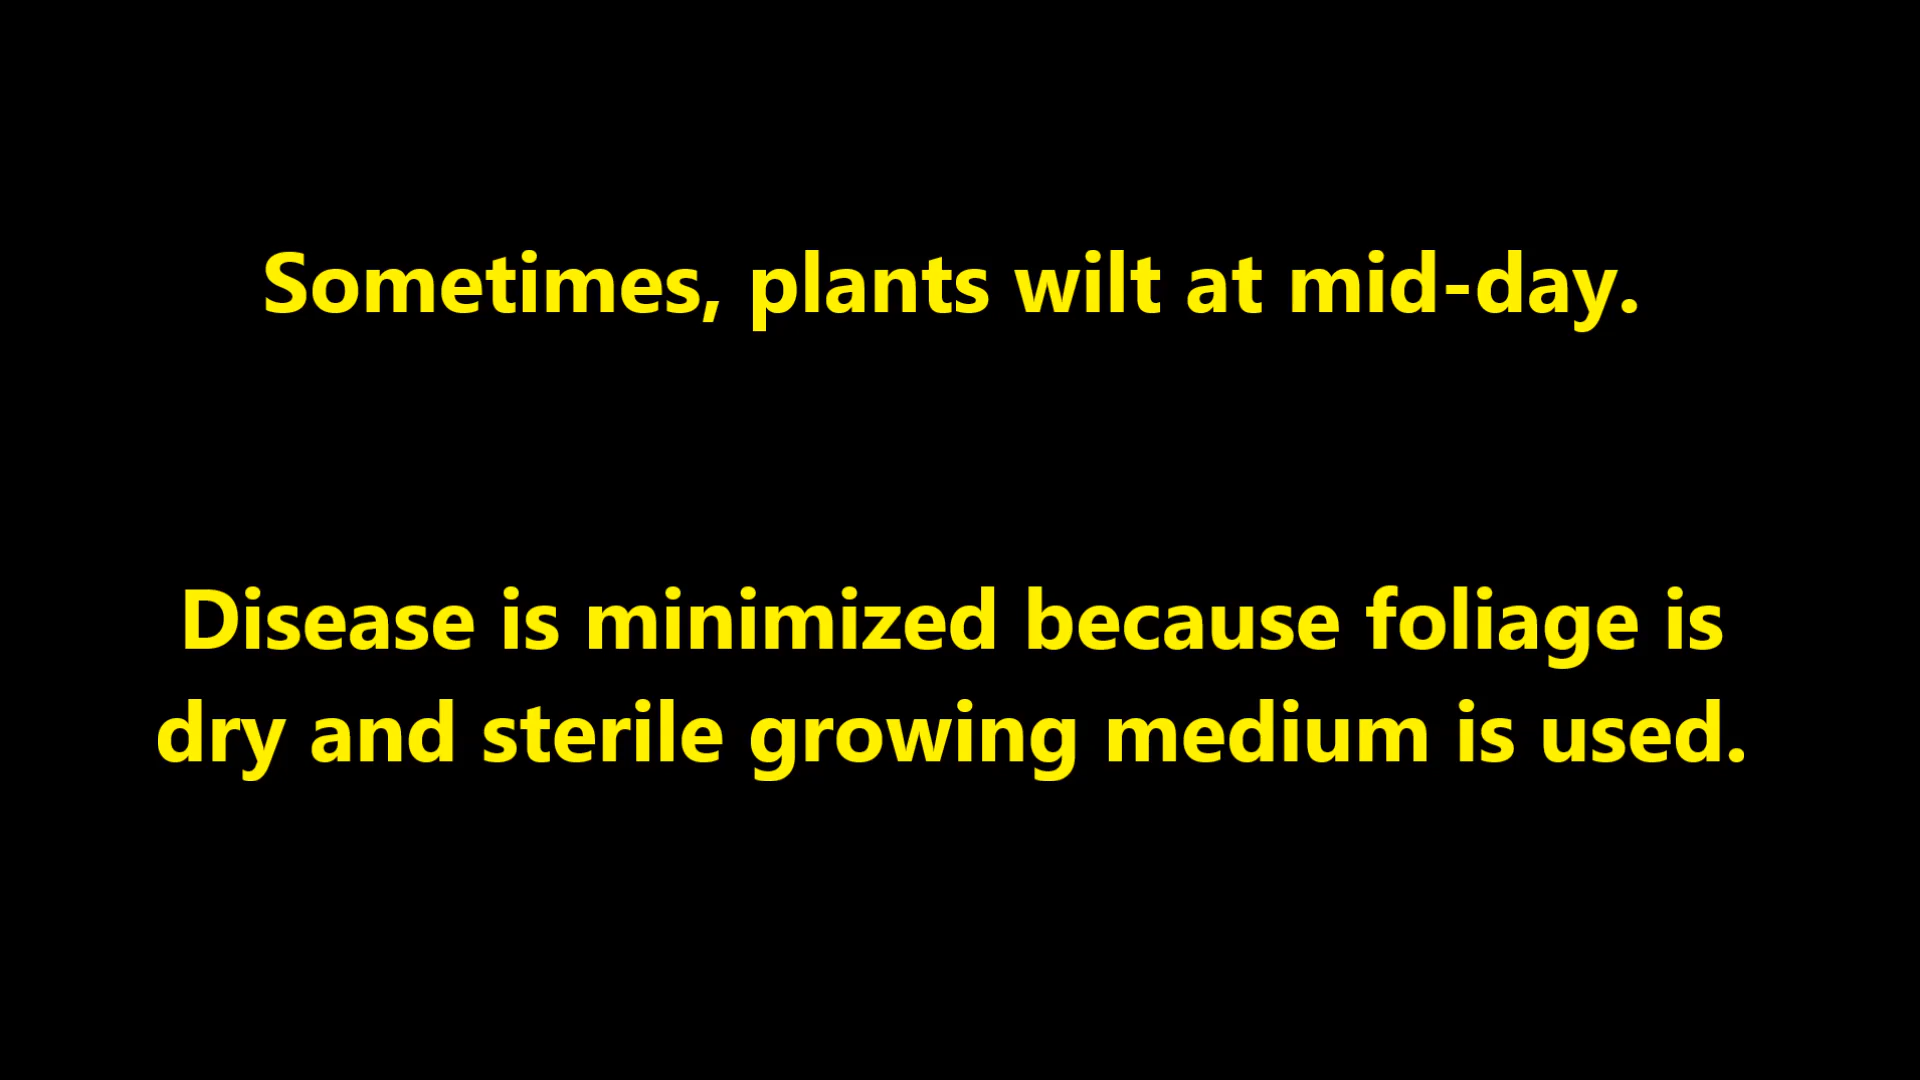 Sometimes, plants wilt at mid-day.
Disease is minimized because foliage is
dry and sterile growing medium is used.